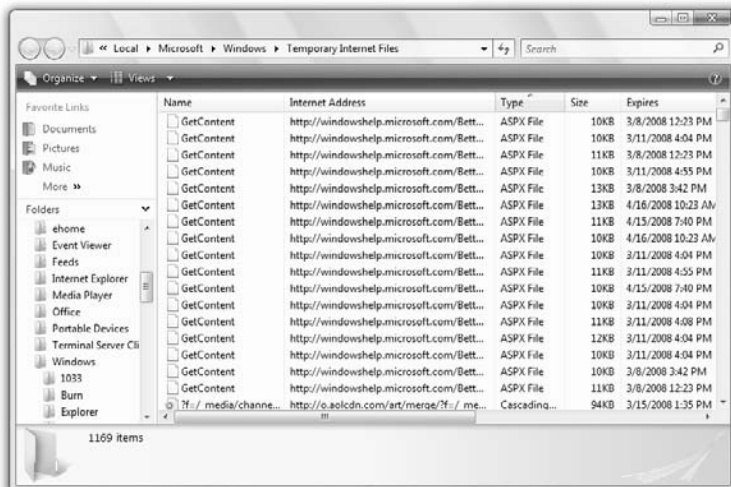 « Local ▸ Microsoft ▸ Windows ▸ Temporary Internet Files
Search
Organize Views
Favorite Links
Documents
Pictures
Music
More »
Folders
ehome
Event Viewer
Feeds
Internet Explorer
Media Player
Office
Portable Devices
Terminal Server Cli
Windows
1033
Burn
Explorer
Name Internet Address Type Size Expires
GetContent http://windowshelp.microsoft.com/Bett... ASPX File 10KB 3/8/2008 12:23 PM
GetContent http://windowshelp.microsoft.com/Bett... ASPX File 10KB 3/11/2008 4:04 PM
GetContent http://windowshelp.microsoft.com/Bett... ASPX File 11KB 3/8/2008 12:23 PM
GetContent http://windowshelp.microsoft.com/Bett... ASPX File 10KB 3/11/2008 4:55 PM
GetContent http://windowshelp.microsoft.com/Bett... ASPX File 13KB 3/8/2008 3:42 PM
GetContent http://windowshelp.microsoft.com/Bett... ASPX File 13KB 4/16/2008 10:23 AM
GetContent http://windowshelp.microsoft.com/Bett... ASPX File 11KB 4/15/2008 7:40 PM
GetContent http://windowshelp.microsoft.com/Bett... ASPX File 10KB 4/16/2008 10:23 AM
GetContent http://windowshelp.microsoft.com/Bett... ASPX File 10KB 3/11/2008 4:04 PM
GetContent http://windowshelp.microsoft.com/Bett... ASPX File 11KB 3/11/2008 4:55 PM
GetContent http://windowshelp.microsoft.com/Bett... ASPX File 10KB 4/15/2008 7:40 PM
GetContent http://windowshelp.microsoft.com/Bett... ASPX File 10KB 3/11/2008 4:04 PM
GetContent http://windowshelp.microsoft.com/Bett... ASPX File 11KB 3/11/2008 4:08 PM
GetContent http://windowshelp.microsoft.com/Bett... ASPX File 12KB 3/11/2008 4:04 PM
GetContent http://windowshelp.microsoft.com/Bett... ASPX File 10KB 3/11/2008 4:04 PM
GetContent http://windowshelp.microsoft.com/Bett... ASPX File 10KB 3/8/2008 3:42 PM
GetContent http://windowshelp.microsoft.com/Bett... ASPX File 11KB 3/8/2008 12:23 PM
?f=/_media/channe... http://o.aolcdn.com/art/merge/?f=/_me... Cascading... 94KB 3/15/2008 1:35 PM
1169 items